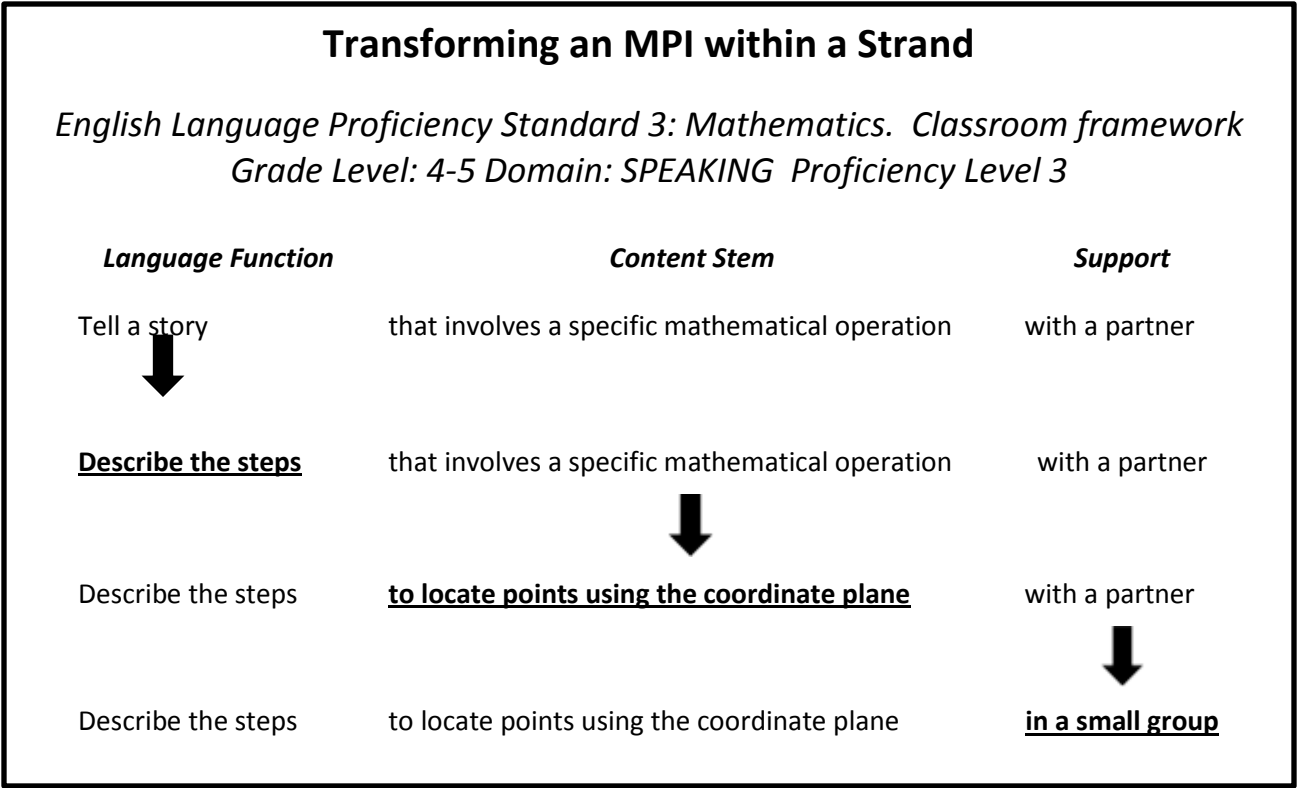 Transforming an MPI within a Strand
English Language Proficiency Standard 3: Mathematics. Classroom framework
Grade Level: 4-5 Domain: SPEAKING Proficiency Level 3
Language Function Content Stem Support
Tell a story that involves a specific mathematical operation with a partner
Describe the steps that involves a specific mathematical operation with a partner
Describe the steps to locate points using the coordinate plane with a partner
Describe the steps to locate points using the coordinate plane in a small group